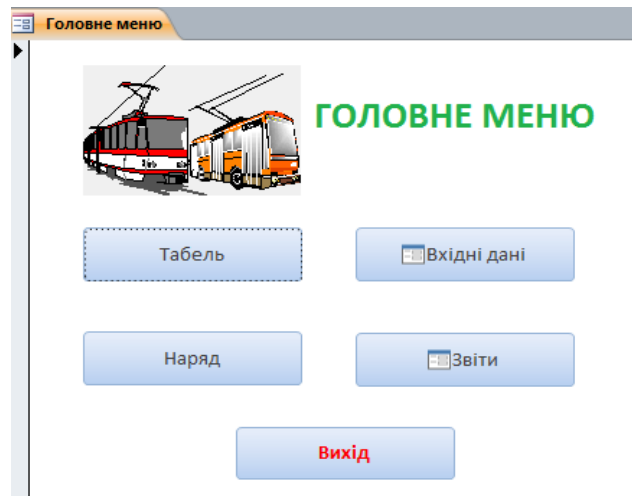 Головне меню
ГОЛОВНЕ МЕНЮ
Табель
Вхідні дані
Наряд
Звіти
Вихід